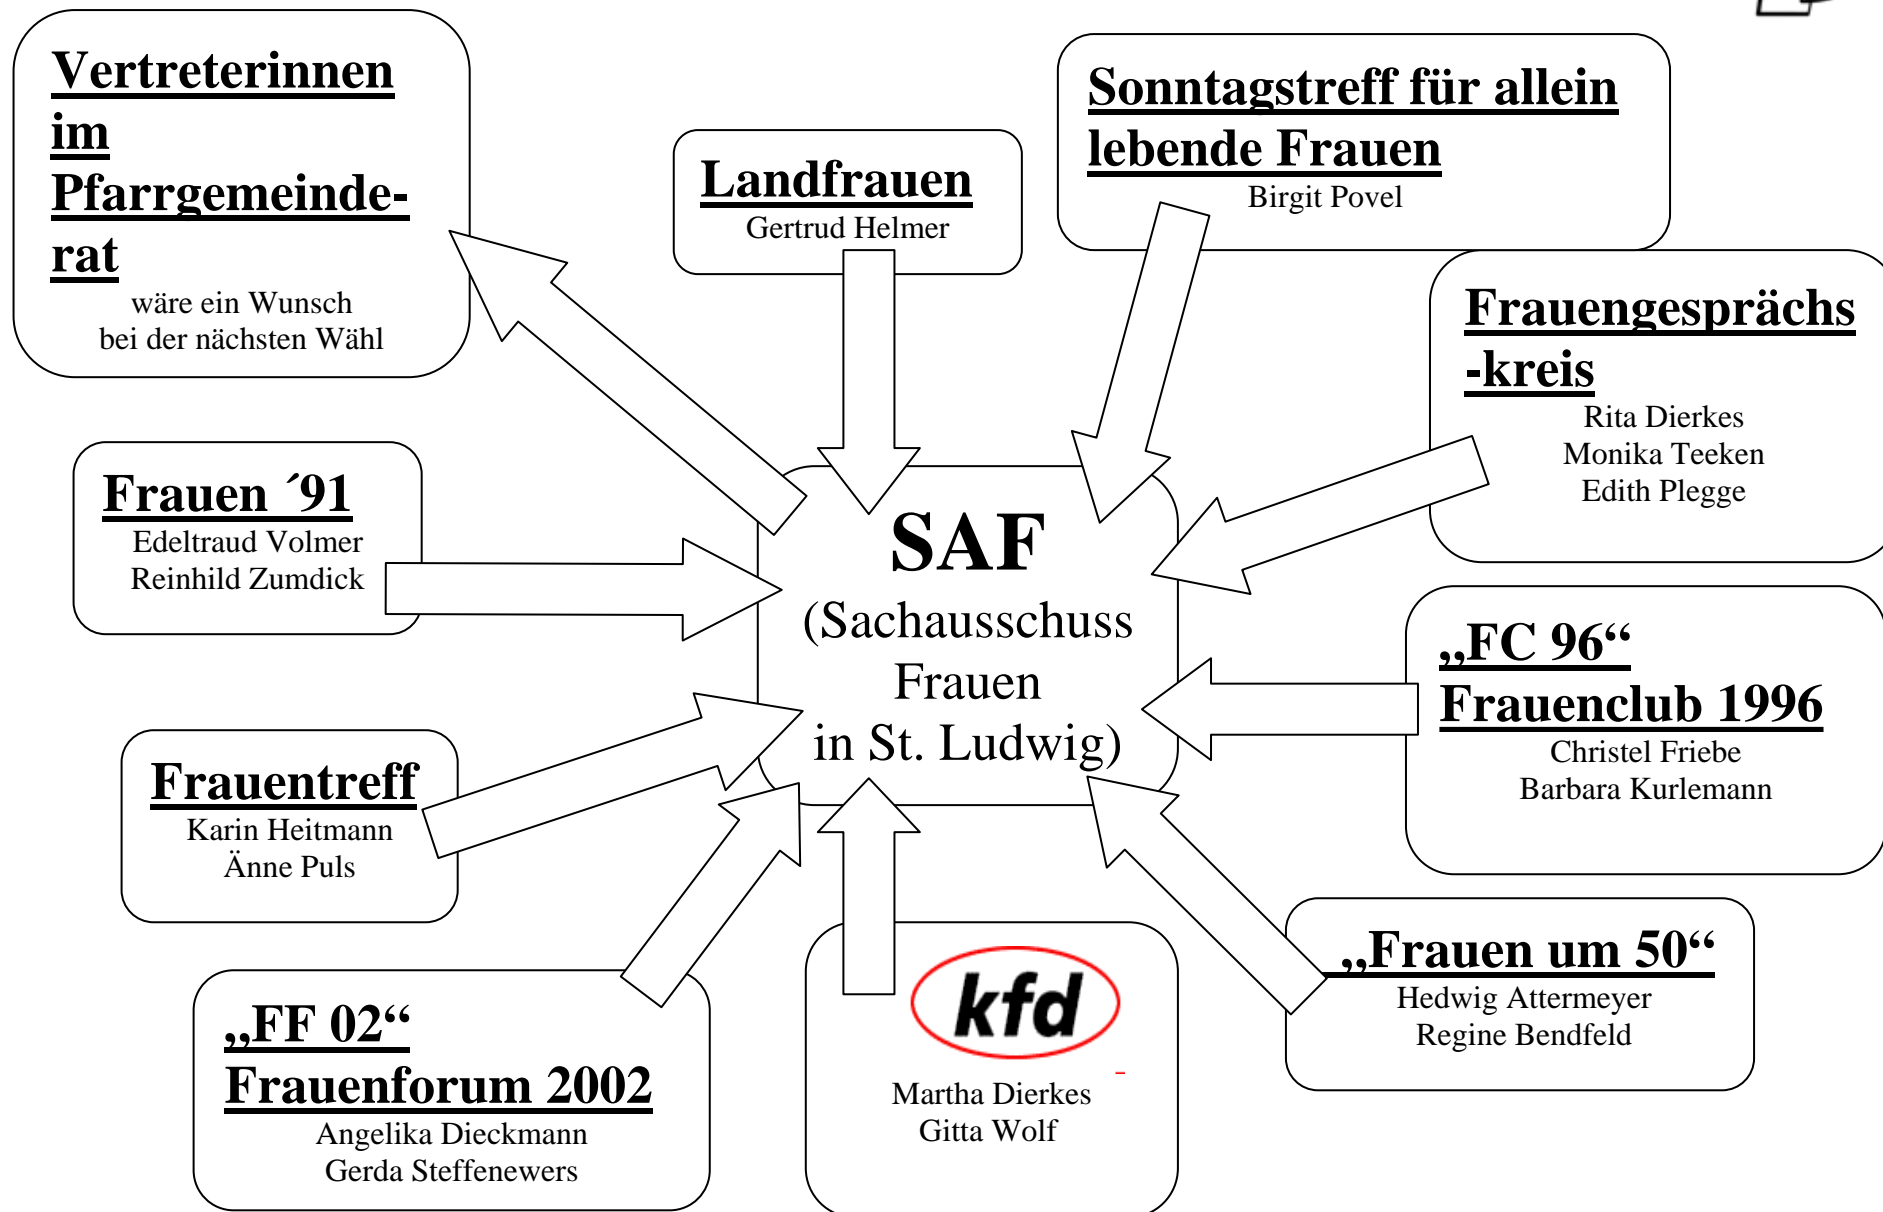 Vertreterinnen
im
Pfarrgemeinde-
rat
wäre ein Wunsch
bei der nächsten Wähl
Landfrauen
Gertrud Helmer
Sonntagstreff für allein
lebende Frauen
Birgit Povel
Frauengesprächs
-kreis
Rita Dierkes
Monika Teeken
Edith Plegge
Frauen ´91
Edeltraud Volmer
Reinhild Zumdick
SAF
(Sachausschuss
Frauen
in St. Ludwig)
„FC 96“
Frauenclub 1996
Christel Friebe
Barbara Kurlemann
Frauentreff
Karin Heitmann
Änne Puls
„FF 02“
Frauenforum 2002
Angelika Dieckmann
Gerda Steffenewers
kfd
Martha Dierkes
Gitta Wolf
„Frauen um 50“
Hedwig Attermeyer
Regine Bendfeld